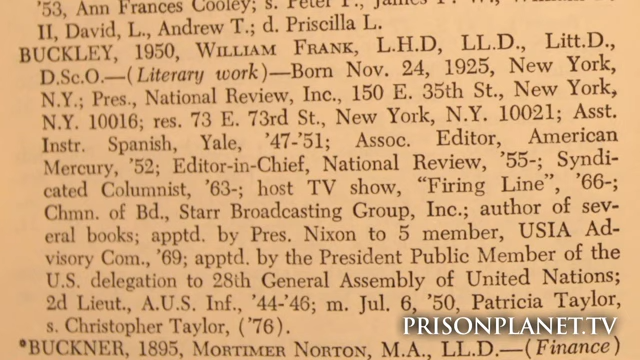 '53, Ann Frances Cooley; s. Peter
II, David, L., Andrew T.; d. Priscilla L.
BUCKLEY, 1950, WILLIAM FRANK, L.H.D, LL.D., Litt.D.,
D.Sc.O.—(Literary work)—Born Nov. 24, 1925, New York,
N.Y.; Pres., National Review, Inc., 150 E. 35th St., New York,
N.Y. 10016; res. 73 E. 73rd St., New York, N.Y. 10021; Asst.
Instr. Spanish, Yale, '47-'51; Assoc. Editor, American
Mercury, '52; Editor-in-Chief, National Review, '55-; Syndi-
cated Columnist, '63-; host TV show, "Firing Line", '66-;
Chmn. of Bd., Starr Broadcasting Group, Inc.; author of sev-
eral books; apptd. by Pres. Nixon to 5 member, USIA Ad-
visory Com., '69; apptd. by the President Public Member of the
U.S. delegation to 28th General Assembly of United Nations;
2d Lieut., A.U.S. Inf., '44-'46; m. Jul. 6, '50, Patricia Taylor,
s. Christopher Taylor, ('76).
*BUCKNER, 1895, MORTIMER NORTON, M.A., LL.D.—(Finance)
PRISONPLANET.TV